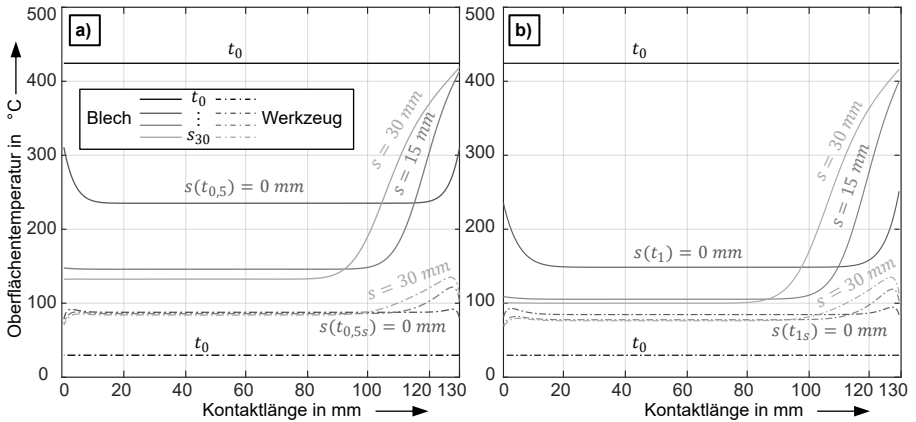 a)
500
400
300
200
100
0
Oberflächentemperatur in °C
t₀
Blech
t₀
⋮
s₃₀
Werkzeug
s(t₀,₅) = 0 mm
s = 30 mm
s = 15 mm
s = 30 mm
s(t₀,₅ₛ) = 0 mm
t₀
0 20 40 60 80 100 120 130
Kontaktlänge in mm
b)
500
400
300
200
100
0
t₀
s = 30 mm
s = 15 mm
s(t₁) = 0 mm
s = 30 mm
s(t₁ₛ) = 0 mm
t₀
0 20 40 60 80 100 120 130
Kontaktlänge in mm